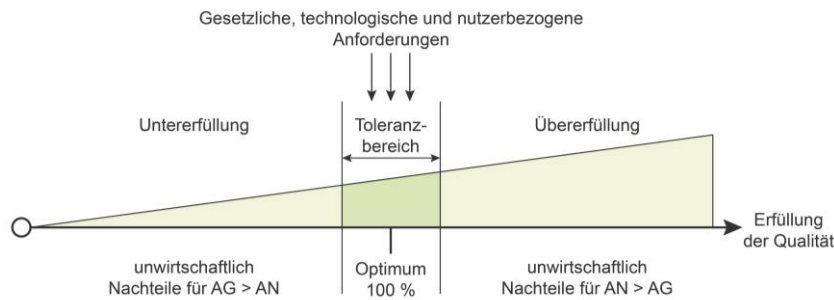 Gesetzliche, technologische und nutzerbezogene
Anforderungen
Untererfüllung
Toleranz-
bereich
Übererfüllung
Erfüllung
der Qualität
unwirtschaftlich
Nachteile für AG > AN
Optimum
100 %
unwirtschaftlich
Nachteile für AN > AG